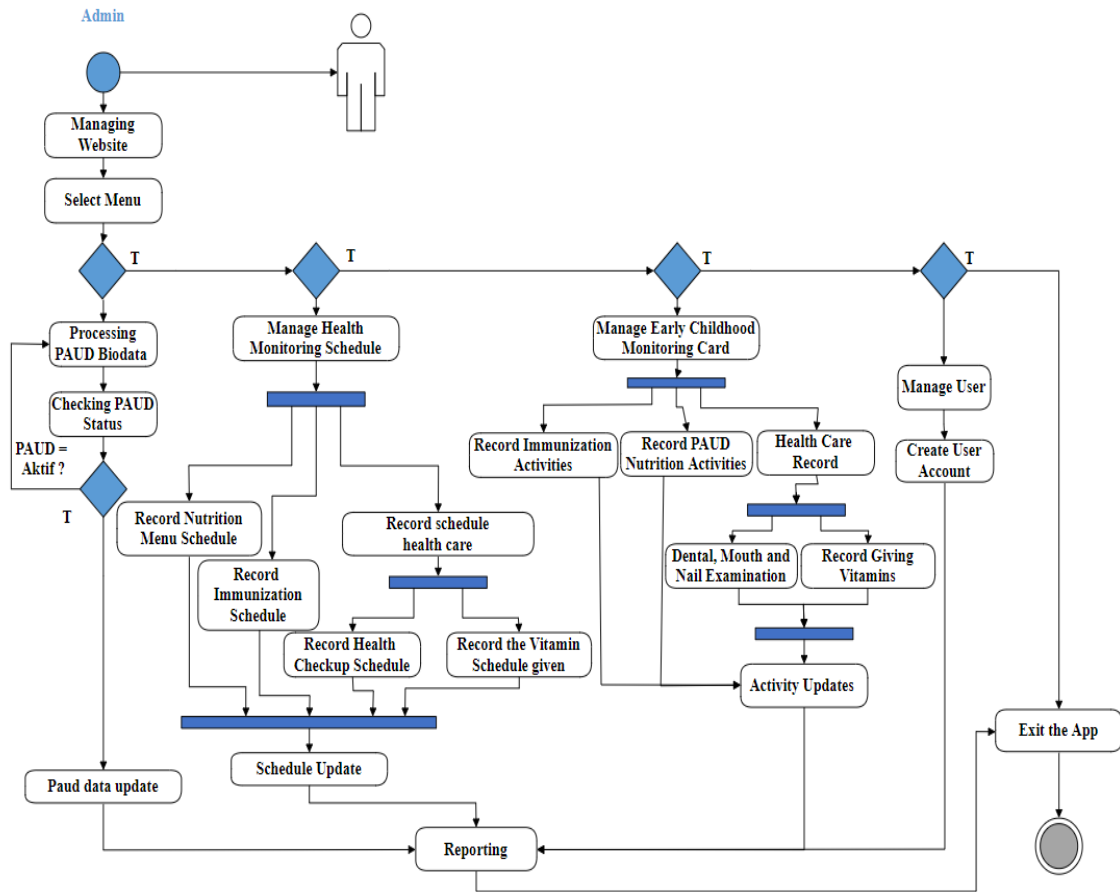 Admin
Managing
Website
Select Menu
T
T
T
T
Processing
PAUD Biodata
Manage Health
Monitoring Schedule
Manage Early Childhood
Monitoring Card
Manage User
Checking PAUD
Status
PAUD =
Aktif ?
T
Record Immunization
Activities
Record PAUD
Nutrition Activities
Health Care
Record
Create User
Account
Record Nutrition
Menu Schedule
Record schedule
health care
Dental, Mouth and
Nail Examination
Record Giving
Vitamins
Record
Immunization
Schedule
Record Health
Checkup Schedule
Record the Vitamin
Schedule given
Activity Updates
Exit the App
Schedule Update
Paud data update
Reporting